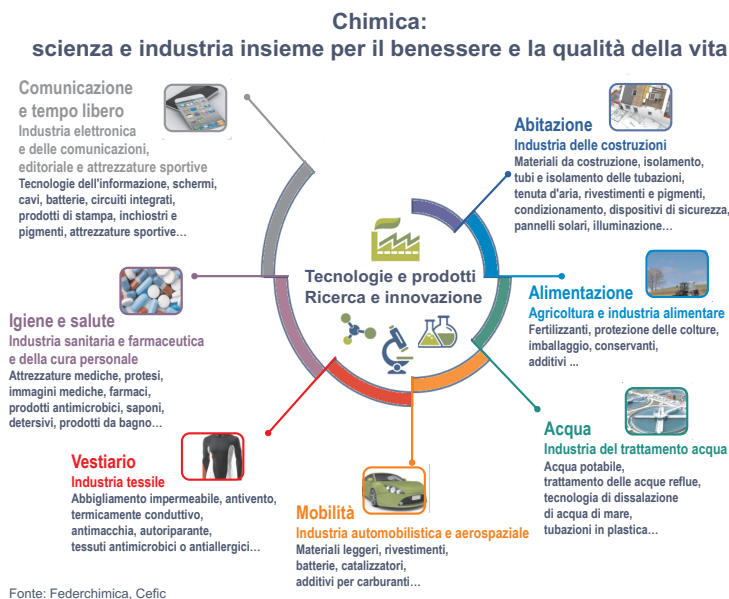 Chimica:
scienza e industria insieme per il benessere e la qualità della vita
Comunicazione
e tempo libero
Industria elettronica
e delle comunicazioni,
editoriale e attrezzature sportive
Tecnologie dell'informazione, schermi,
cavi, batterie, circuiti integrati,
prodotti di stampa, inchiostri e
pigmenti, attrezzature sportive…
Abitazione
Industria delle costruzioni
Materiali da costruzione, isolamento,
tubi e isolamento delle tubazioni,
tenuta d'aria, rivestimenti e pigmenti,
condizionamento, dispositivi di sicurezza,
pannelli solari, illuminazione…
Tecnologie e prodotti
Ricerca e innovazione
Alimentazione
Agricoltura e industria alimentare
Fertilizzanti, protezione delle colture,
imballaggio, conservanti,
additivi ...
Igiene e salute
Industria sanitaria e farmaceutica
e della cura personale
Attrezzature mediche, protesi,
immagini mediche, farmaci,
prodotti antimicrobici, saponi,
detersivi, prodotti da bagno…
Acqua
Industria del trattamento acqua
Acqua potabile,
trattamento delle acque reflue,
tecnologia di dissalazione
di acqua di mare,
tubazioni in plastica…
Vestiario
Industria tessile
Abbigliamento impermeabile, antivento,
termicamente conduttivo,
antimacchia, autoriparante,
tessuti antimicrobici o antiallergici…
Mobilità
Industria automobilistica e aerospaziale
Materiali leggeri, rivestimenti,
batterie, catalizzatori,
additivi per carburanti…
Fonte: Federchimica, Cefic